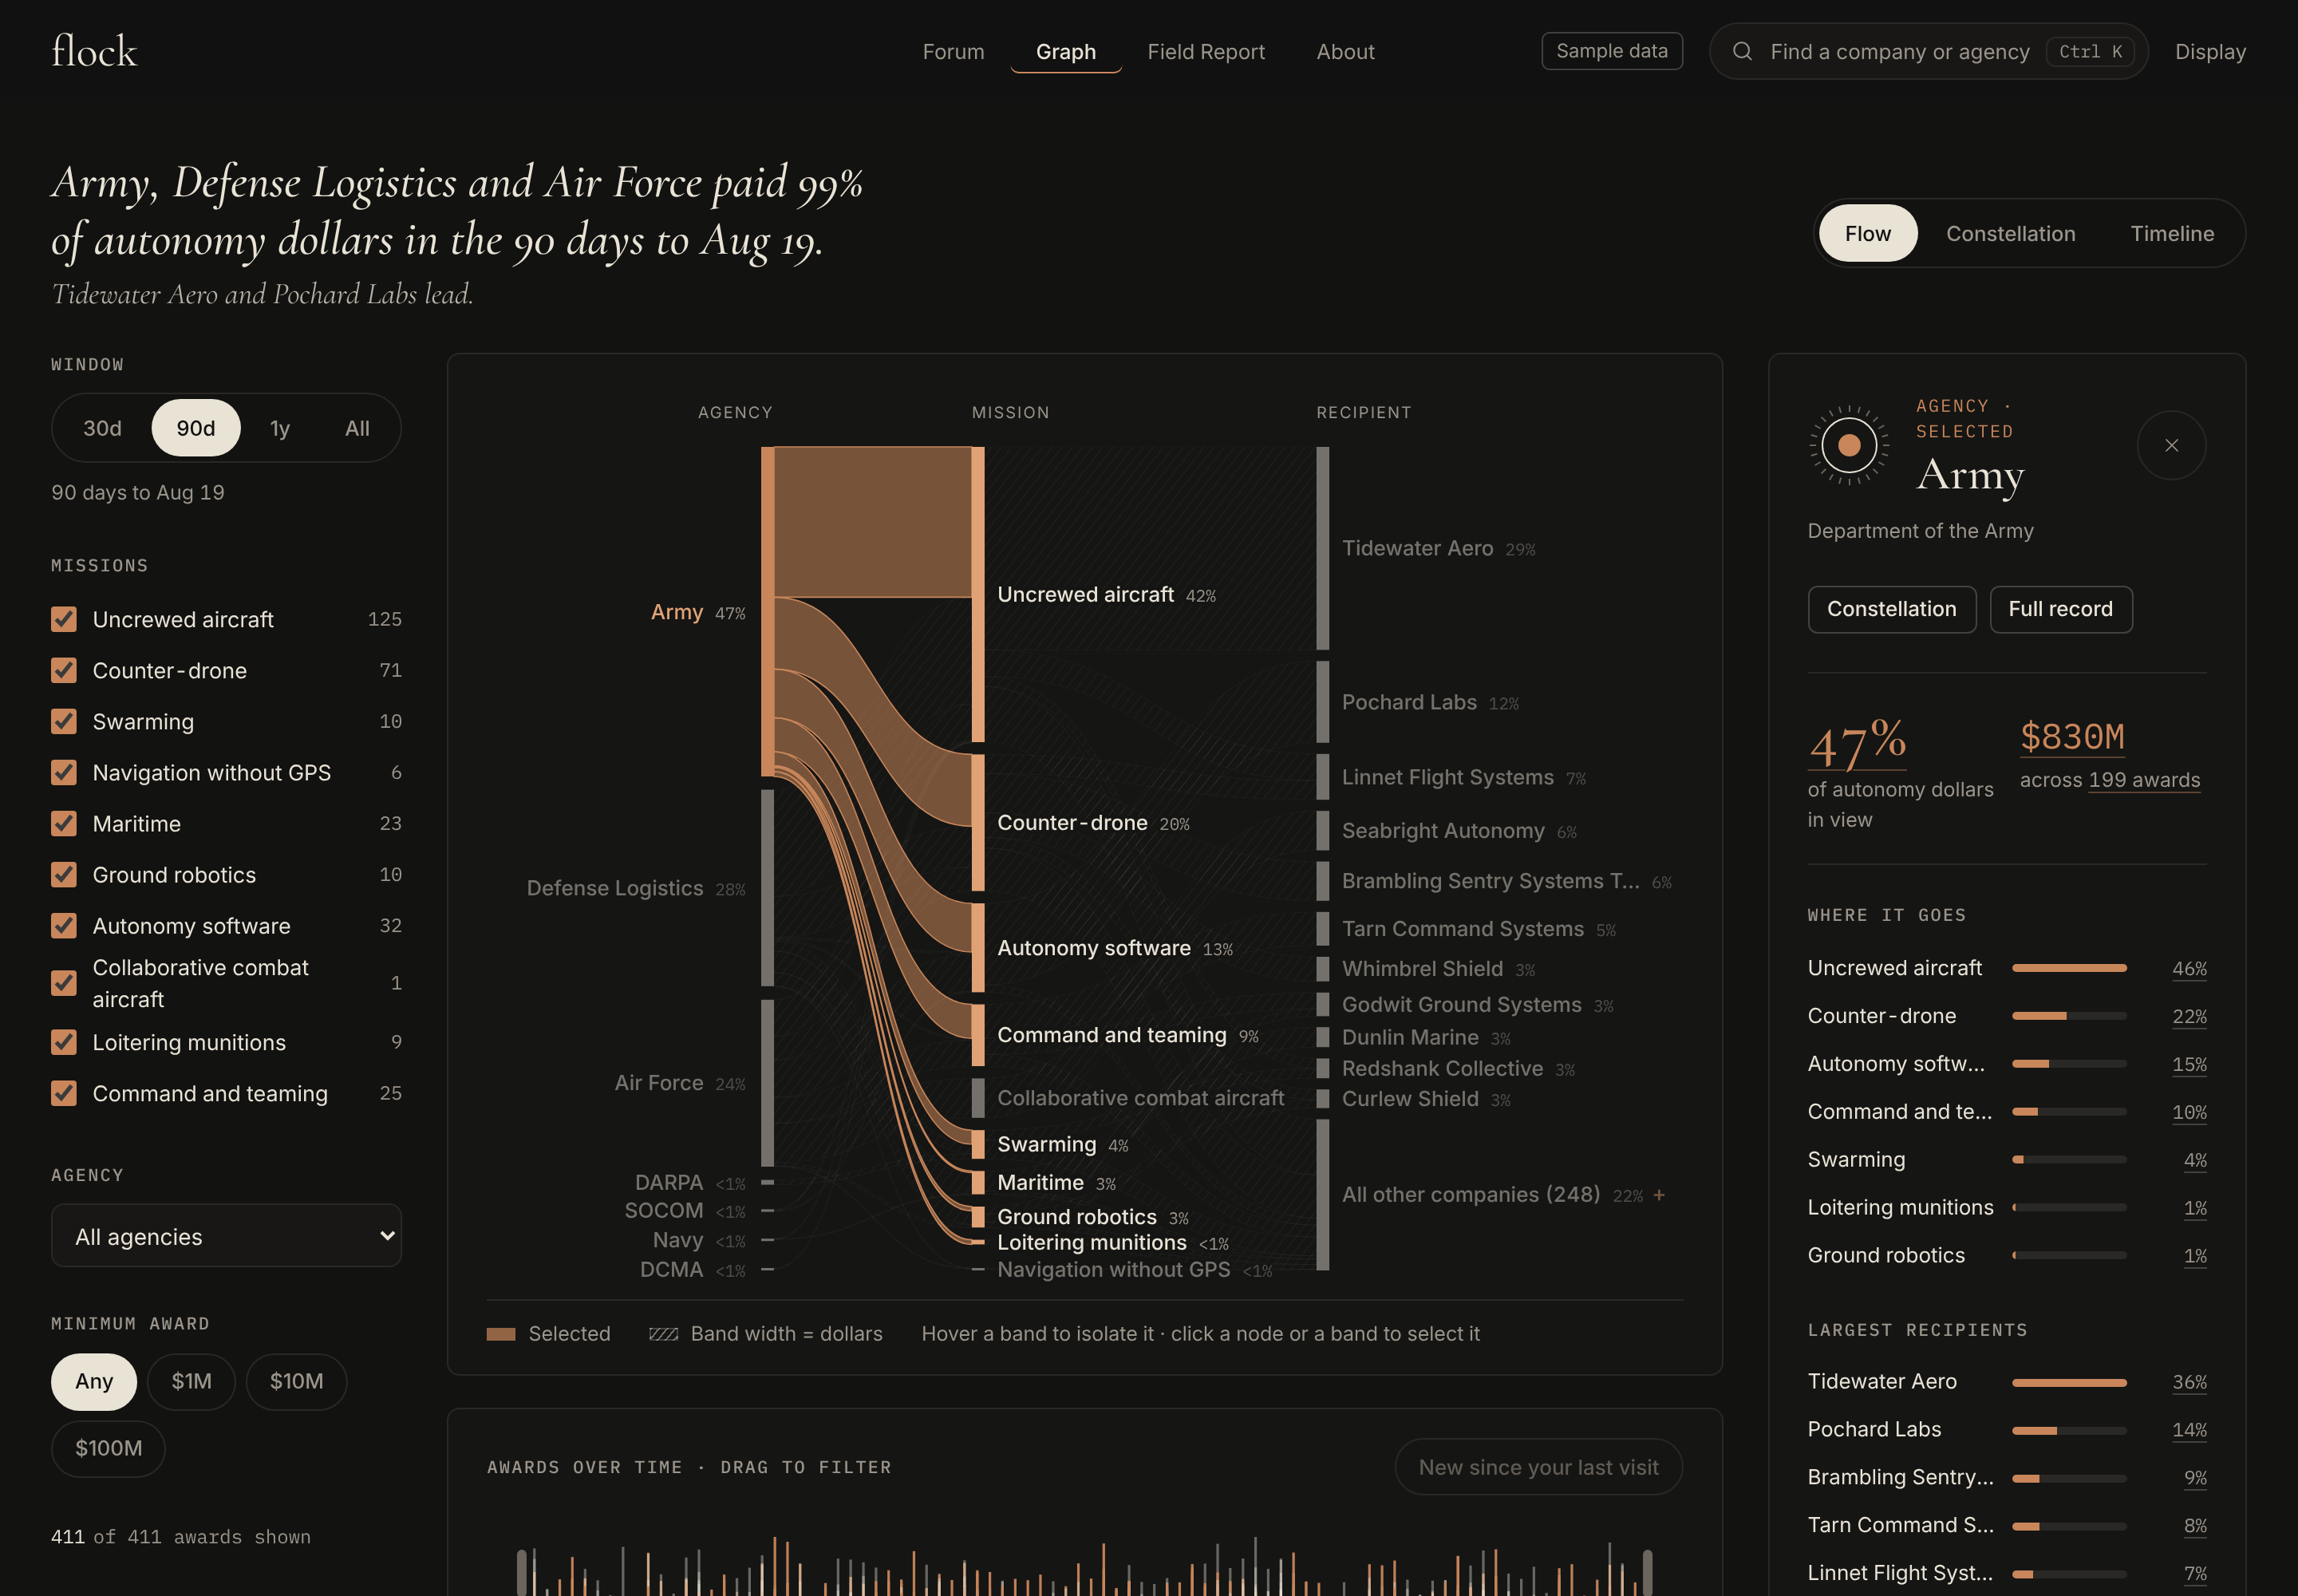 flock
Forum
Graph
Field Report
About
Sample data
Find a company or agency
Ctrl K
Display
Army, Defense Logistics and Air Force paid 99%
of autonomy dollars in the 90 days to Aug 19.
Tidewater Aero and Pochard Labs lead.
Flow
Constellation
Timeline
WINDOW
30d
90d
1y
All
90 days to Aug 19
MISSIONS
Uncrewed aircraft 125
Counter-drone 71
Swarming 10
Navigation without GPS 6
Maritime 23
Ground robotics 10
Autonomy software 32
Collaborative combat
aircraft 1
Loitering munitions 9
Command and teaming 25
AGENCY
All agencies
MINIMUM AWARD
Any
$1M
$10M
$100M
411 of 411 awards shown
AGENCY
MISSION
RECIPIENT
Army 47%
Defense Logistics 28%
Air Force 24%
DARPA <1%
SOCOM <1%
Navy <1%
DCMA <1%
Uncrewed aircraft 42%
Counter-drone 20%
Autonomy software 13%
Command and teaming 9%
Collaborative combat aircraft
Swarming 4%
Maritime 3%
Ground robotics 3%
Loitering munitions <1%
Navigation without GPS <1%
Tidewater Aero 29%
Pochard Labs 12%
Linnet Flight Systems 7%
Seabright Autonomy 6%
Brambling Sentry Systems T... 6%
Tarn Command Systems 5%
Whimbrel Shield 3%
Godwit Ground Systems 3%
Dunlin Marine 3%
Redshank Collective 3%
Curlew Shield 3%
All other companies (248) 22% +
Selected
Band width = dollars
Hover a band to isolate it · click a node or a band to select it
AWARDS OVER TIME · DRAG TO FILTER
New since your last visit
AGENCY ·
SELECTED
Army
Department of the Army
Constellation
Full record
47%
of autonomy dollars
in view
$830M
across 199 awards
WHERE IT GOES
Uncrewed aircraft 46%
Counter-drone 22%
Autonomy softw... 15%
Command and te... 10%
Swarming 4%
Loitering munitions 1%
Ground robotics 1%
LARGEST RECIPIENTS
Tidewater Aero 36%
Pochard Labs 14%
Brambling Sentry... 9%
Tarn Command S... 8%
Linnet Flight Syst... 7%